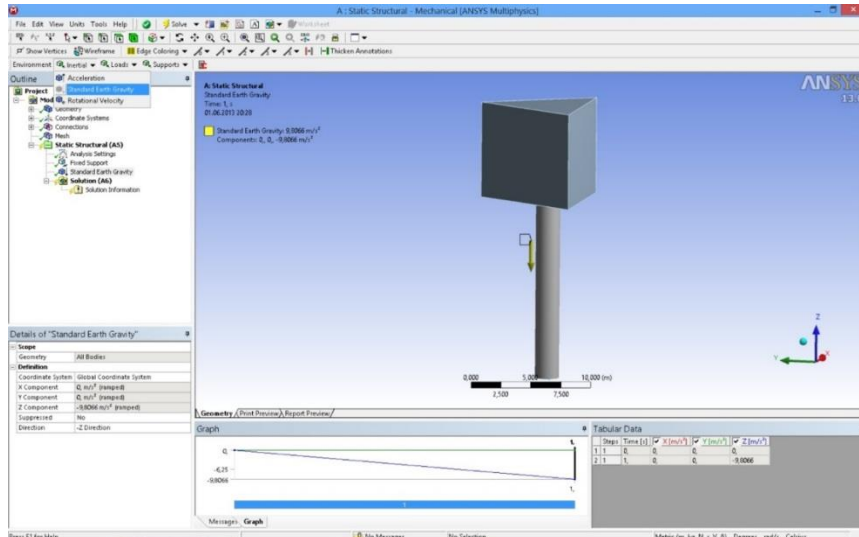 A : Static Structural - Mechanical [ANSYS Multiphysics]
File Edit View Units Tools Help Solve Worksheet
Show Vertices Wireframe Edge Coloring Thicken Annotations
Environment Inertial Loads Supports
Outline
Acceleration
Standard Earth Gravity
Rotational Velocity
Project
Geometry
Coordinate Systems
Connections
Mesh
Static Structural (A5)
Analysis Settings
Fixed Support
Standard Earth Gravity
Solution (A6)
Solution Information
A: Static Structural
Standard Earth Gravity
Time: 1, s
01.06.2013 20:28
Standard Earth Gravity: 9,8066 m/s²
Components: 0, 0, -9,8066 m/s²
ANSYS
Z
Y
X
0,000 5,000 10,000 (m)
2,500 7,500
Details of "Standard Earth Gravity"
Scope
Geometry All Bodies
Definition
Coordinate System Global Coordinate System
X Component 0, m/s² (ramped)
Y Component 0, m/s² (ramped)
Z Component -9,8066 m/s² (ramped)
Suppressed No
Direction -Z Direction
Geometry Print Preview Report Preview
Graph
1,
0,
-6,25
-9,8066
1,
1
Messages Graph
Tabular Data
Steps Time [s] X [m/s²] Y [m/s²] Z [m/s²]
1 1 0, 0, 0, 0,
2 1 1, 0, 0, -9,8066
Press F1 for Help No Messages No Selection Metric (m, kg, N, s, V, A) Degrees rad/s Celsius